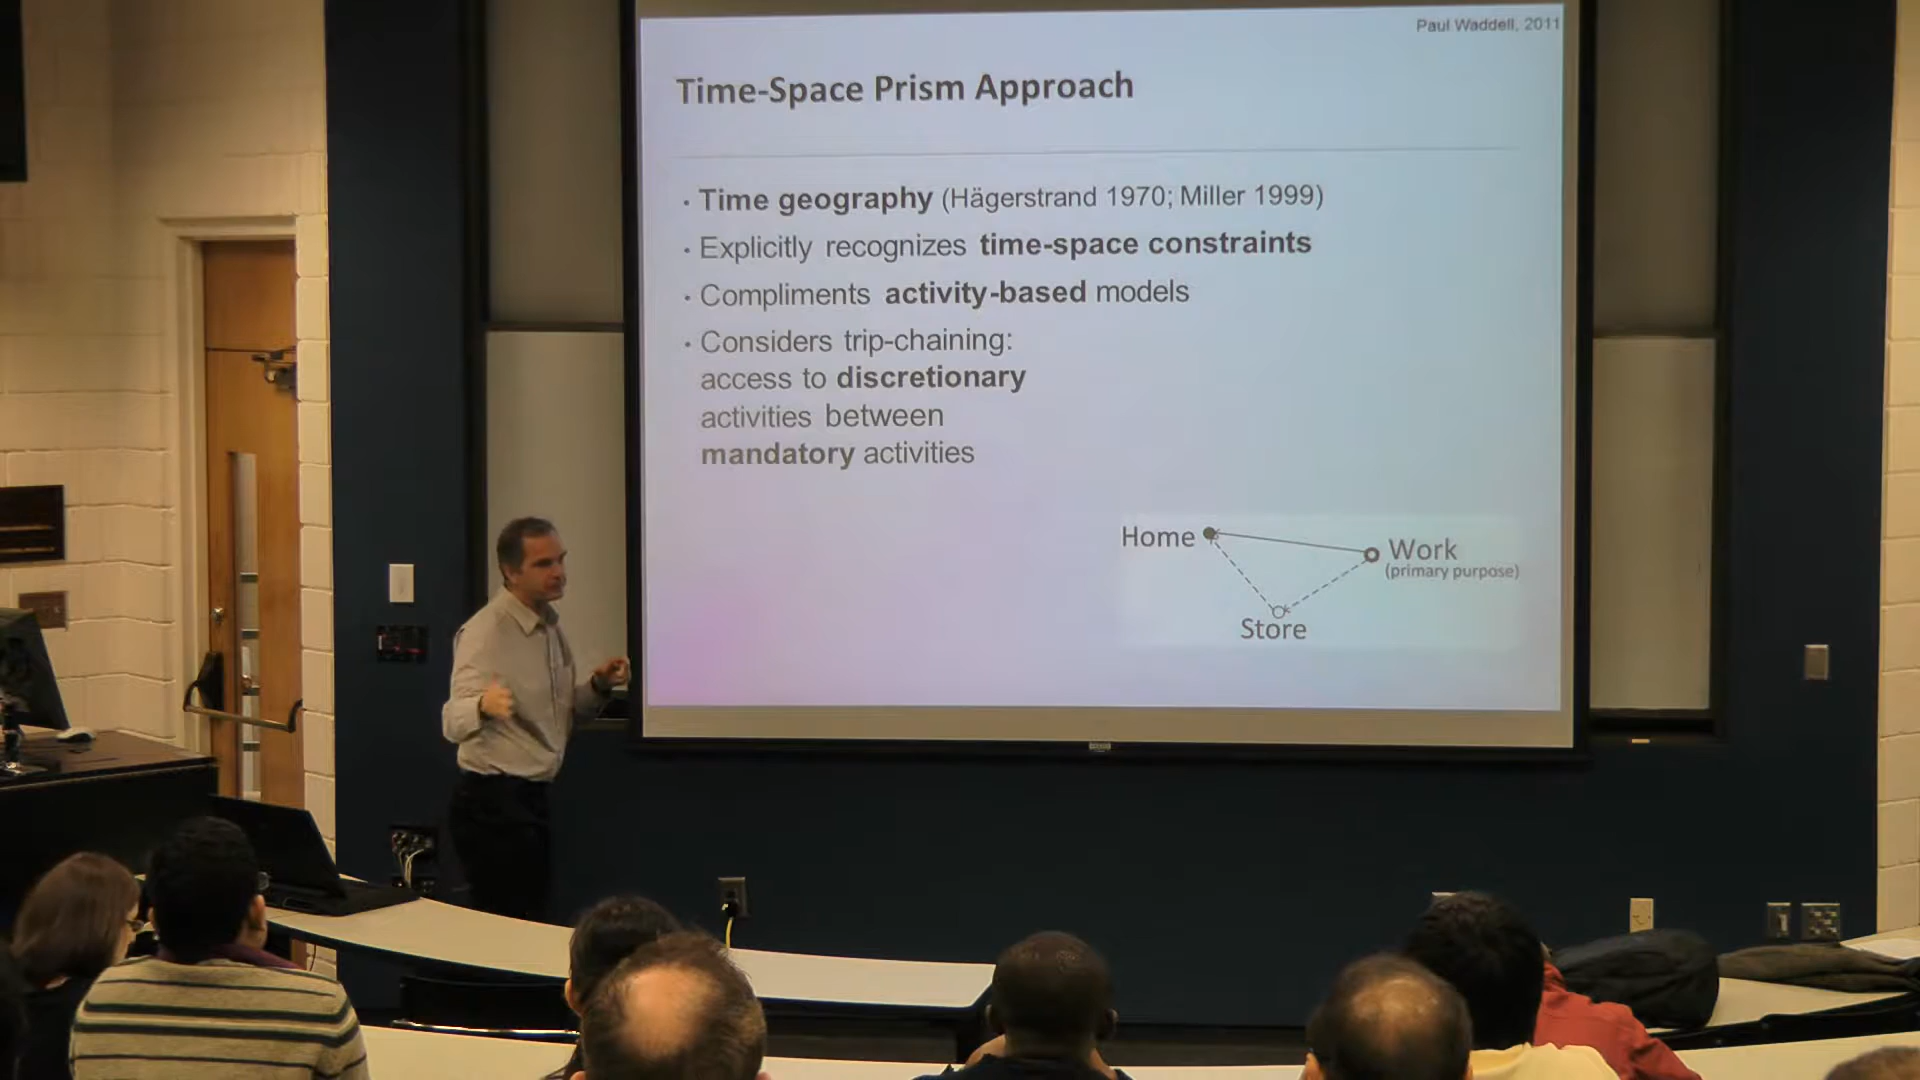 Paul Waddell, 2011
Time-Space Prism Approach
• Time geography (Hägerstrand 1970; Miller 1999)
• Explicitly recognizes time-space constraints
• Compliments activity-based models
• Considers trip-chaining:
access to discretionary
activities between
mandatory activities
Home
Work
(primary purpose)
Store